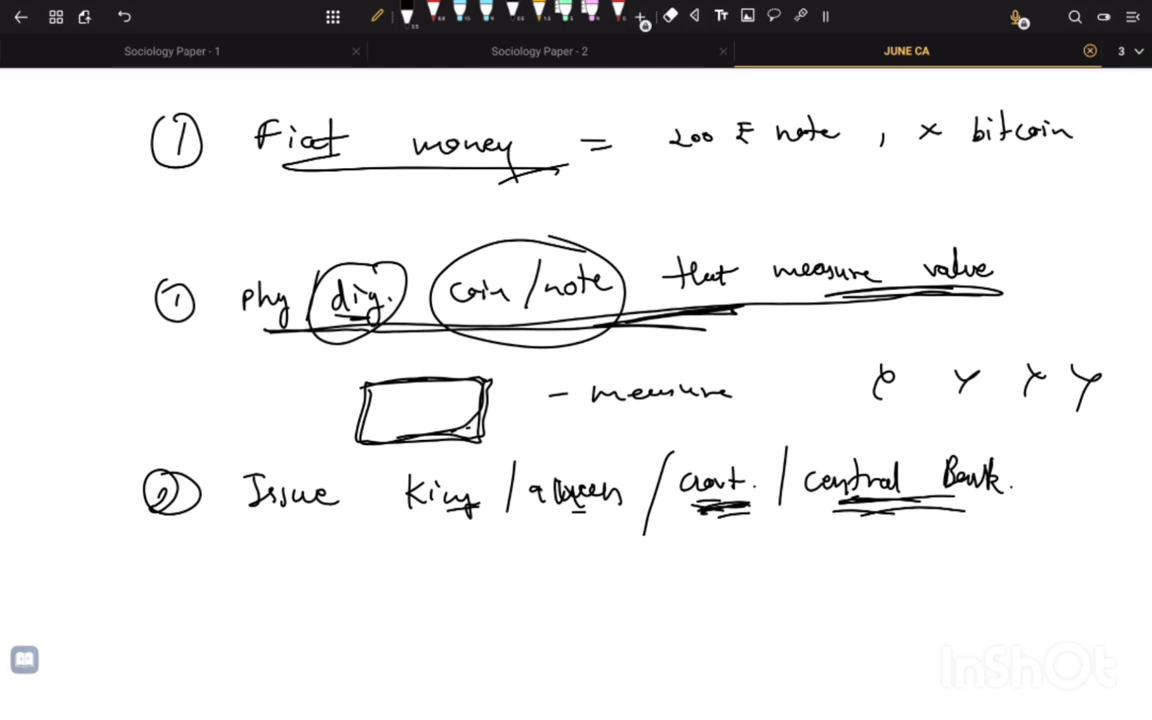 Sociology Paper - 1 × Sociology Paper - 2 × JUNE CA 3
① Fiat money = 200 ₹ note, × bitcoin
① Phy / dig. coin / note that measure value
- measure
② Issue King / queen / Govt. / Central Bank.
InShOt